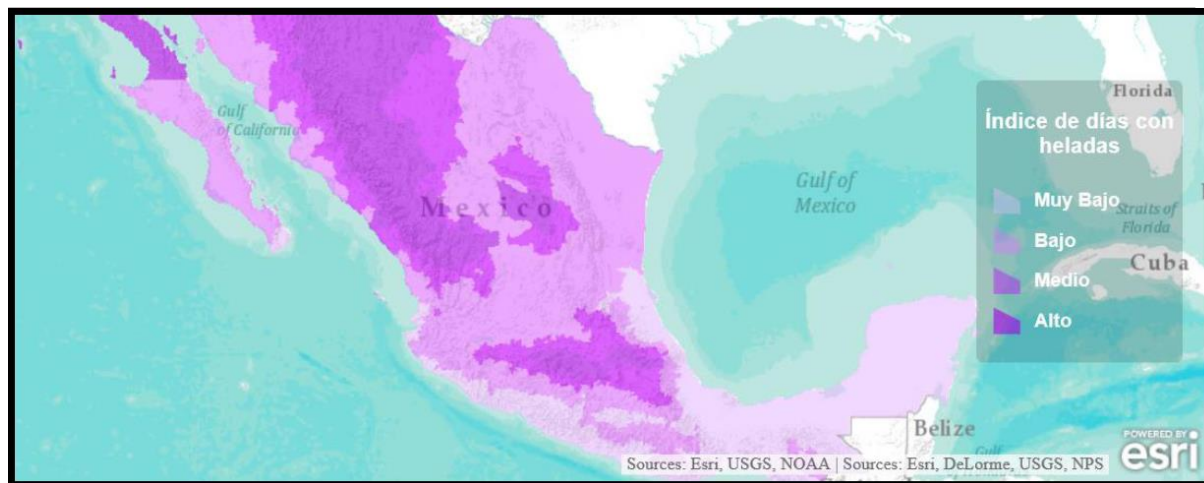 Gulf
of California
Mexico
Gulf of
Mexico
Florida
Índice de días con
heladas
Muy Bajo
Bajo
Medio
Alto
Straits of
Florida
Cuba
Belize
Gulf
POWERED BY
esri
Sources: Esri, USGS, NOAA | Sources: Esri, DeLorme, USGS, NPS